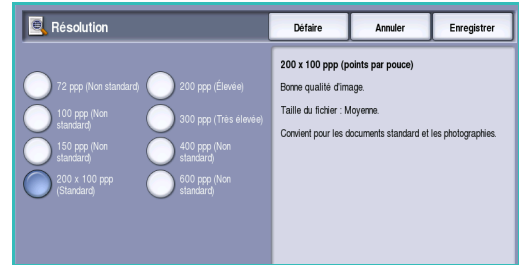 Résolution
Défaire
Annuler
Enregistrer
72 ppp (Non standard)
100 ppp (Non
standard)
150 ppp (Non
standard)
200 x 100 ppp
(Standard)
200 ppp (Élevée)
300 ppp (Très élevée)
400 ppp (Non
standard)
600 ppp (Non
standard)
200 x 100 ppp (points par pouce)
Bonne qualité d'image.
Taille du fichier : Moyenne.
Convient pour les documents standard et les photographies.